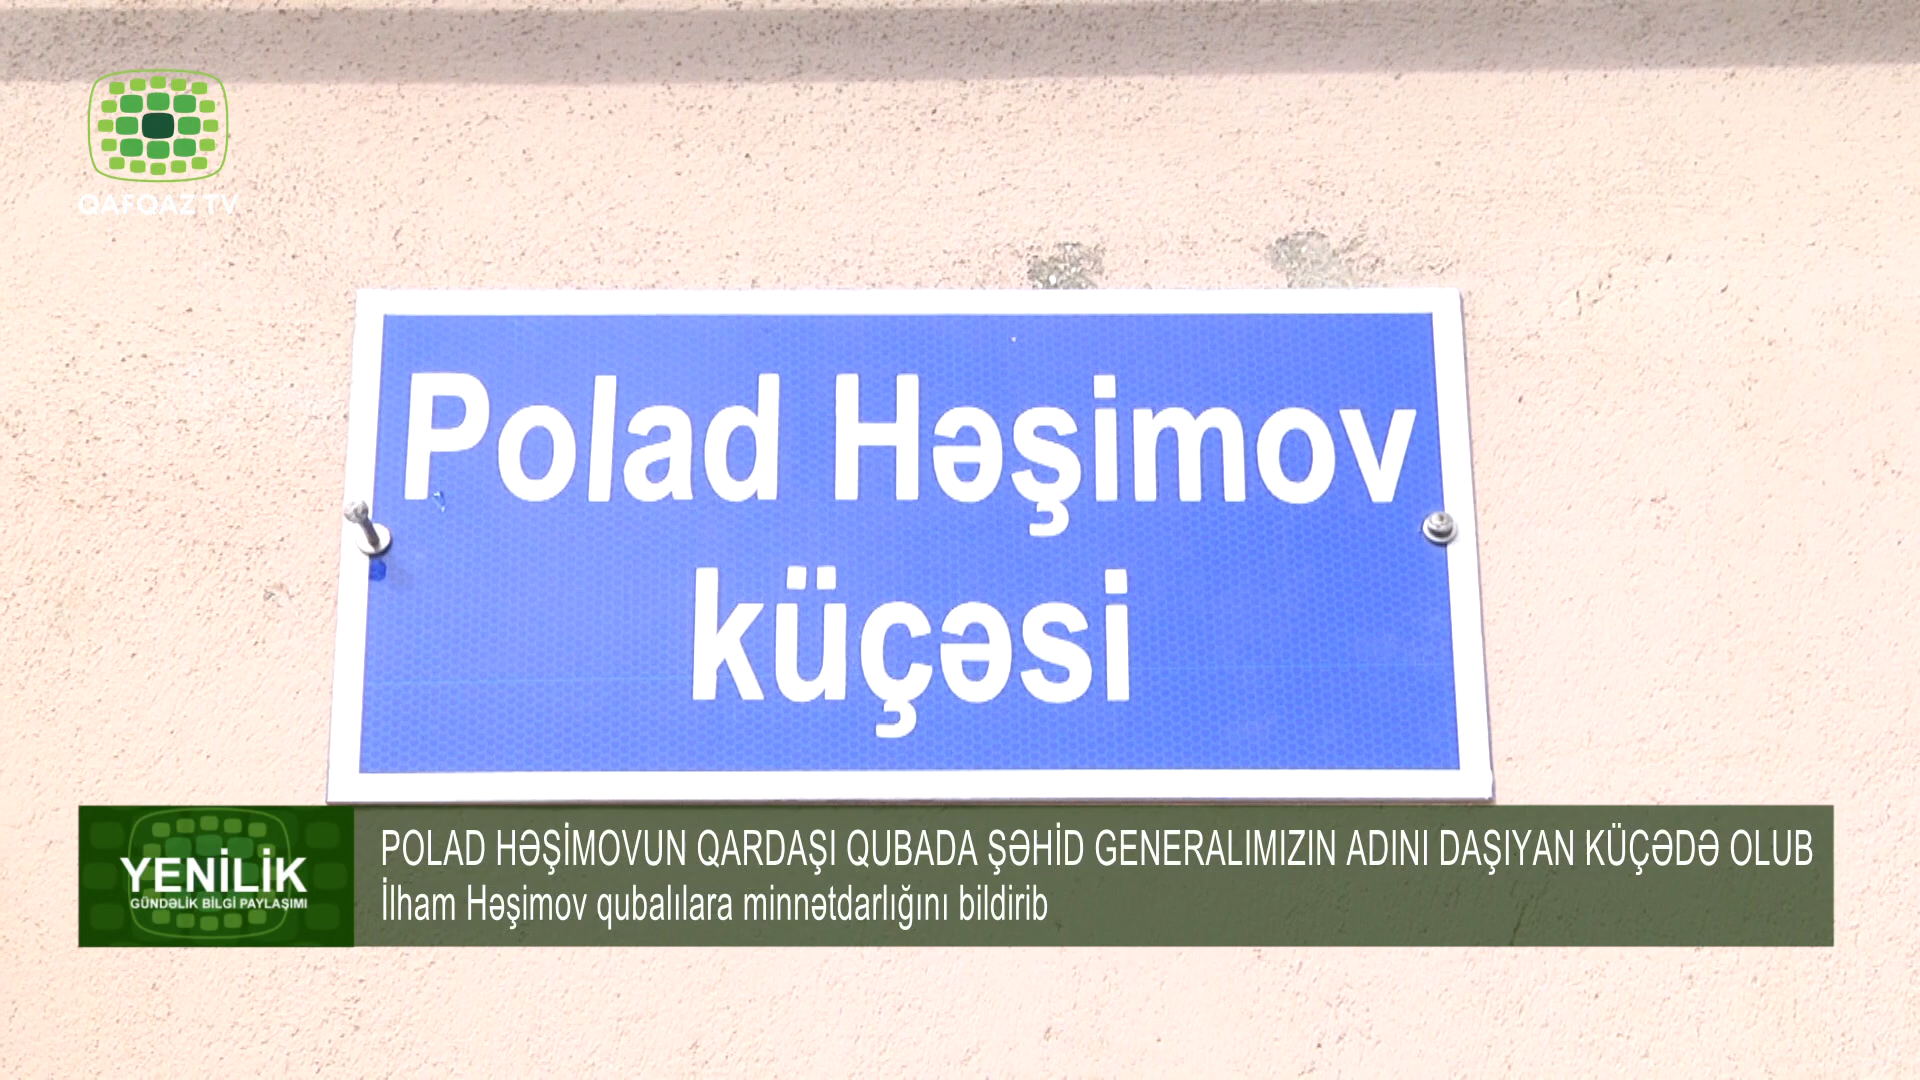 QAFQAZ TV
Polad Həşimov
küçəsi
YENİLİK
GÜNDƏLİK BİLGİ PAYLAŞIMI
POLAD HƏŞİMOVUN QARDAŞI QUBADA ŞƏHİD GENERALIMIZIN ADINI DAŞIYAN KÜÇƏDƏ OLUB
İlham Həşimov qubalılara minnətdarlığını bildirib